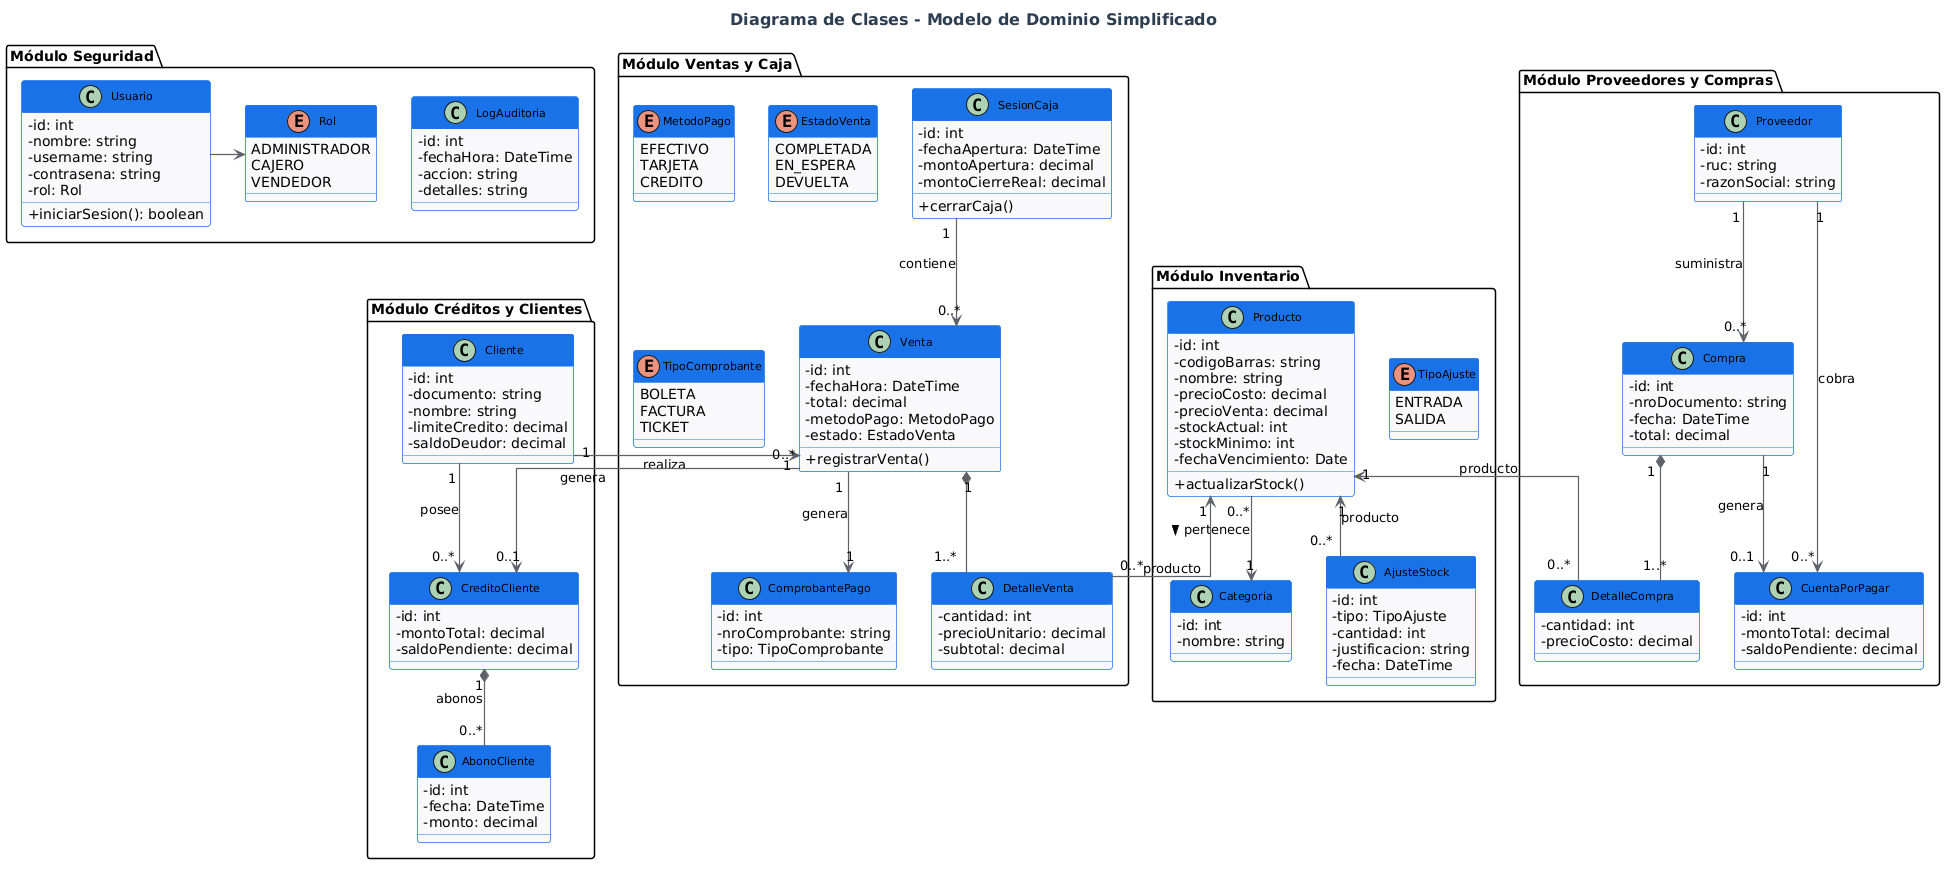 Diagrama de Clases - Modelo de Dominio Simplificado
Módulo Seguridad
C Usuario
-id: int
-nombre: string
-username: string
-contrasena: string
-rol: Rol
+iniciarSesion(): boolean
E Rol
ADMINISTRADOR
CAJERO
VENDEDOR
C LogAuditoria
-id: int
-fechaHora: DateTime
-accion: string
-detalles: string
Módulo Ventas y Caja
E MetodoPago
EFECTIVO
TARJETA
CREDITO
E EstadoVenta
COMPLETADA
EN_ESPERA
DEVUELTA
C SesionCaja
-id: int
-fechaApertura: DateTime
-montoApertura: decimal
-montoCierreReal: decimal
+cerrarCaja()
1
contiene
0..*
E TipoComprobante
BOLETA
FACTURA
TICKET
C Venta
-id: int
-fechaHora: DateTime
-total: decimal
-metodoPago: MetodoPago
-estado: EstadoVenta
+registrarVenta()
1
realiza
0..*
1
genera
0..1
1
genera
1
1
1..*
C ComprobantePago
-id: int
-nroComprobante: string
-tipo: TipoComprobante
C DetalleVenta
-cantidad: int
-precioUnitario: decimal
-subtotal: decimal
0..*
producto
1
Módulo Créditos y Clientes
C Cliente
-id: int
-documento: string
-nombre: string
-limiteCredito: decimal
-saldoDeudor: decimal
1
posee
0..*
C CreditoCliente
-id: int
-montoTotal: decimal
-saldoPendiente: decimal
1
abonos
0..*
C AbonoCliente
-id: int
-fecha: DateTime
-monto: decimal
Módulo Inventario
C Producto
-id: int
-codigoBarras: string
-nombre: string
-precioCosto: decimal
-precioVenta: decimal
-stockActual: int
-stockMinimo: int
-fechaVencimiento: Date
+actualizarStock()
E TipoAjuste
ENTRADA
SALIDA
0..*
pertenece
1
1
producto
0..*
C Categoria
-id: int
-nombre: string
C AjusteStock
-id: int
-tipo: TipoAjuste
-cantidad: int
-justificacion: string
-fecha: DateTime
Módulo Proveedores y Compras
C Proveedor
-id: int
-ruc: string
-razonSocial: string
1
suministra
0..*
1
cobra
0..*
C Compra
-id: int
-nroDocumento: string
-fecha: DateTime
-total: decimal
producto
1
0..*
1
1..*
1
genera
0..1
C DetalleCompra
-cantidad: int
-precioCosto: decimal
C CuentaPorPagar
-id: int
-montoTotal: decimal
-saldoPendiente: decimal